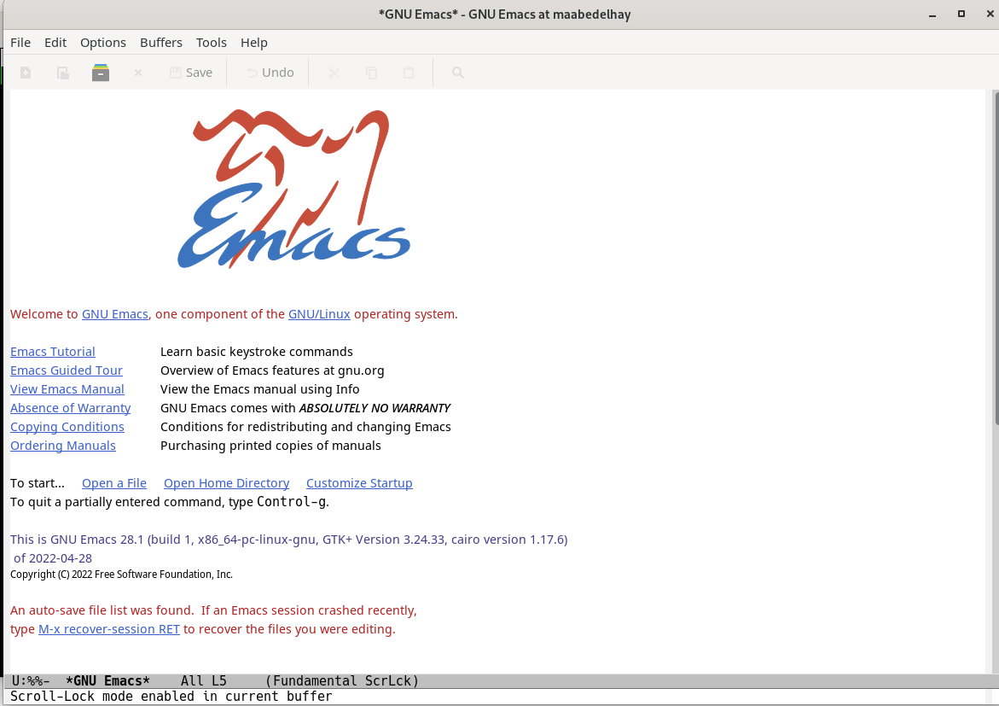 *GNU Emacs* - GNU Emacs at maabedelhay
File Edit Options Buffers Tools Help
Save Undo
Emacs
Welcome to GNU Emacs, one component of the GNU/Linux operating system.
Emacs Tutorial Learn basic keystroke commands
Emacs Guided Tour Overview of Emacs features at gnu.org
View Emacs Manual View the Emacs manual using Info
Absence of Warranty GNU Emacs comes with ABSOLUTELY NO WARRANTY
Copying Conditions Conditions for redistributing and changing Emacs
Ordering Manuals Purchasing printed copies of manuals
To start... Open a File Open Home Directory Customize Startup
To quit a partially entered command, type Control-g.
This is GNU Emacs 28.1 (build 1, x86_64-pc-linux-gnu, GTK+ Version 3.24.33, cairo version 1.17.6)
of 2022-04-28
Copyright (C) 2022 Free Software Foundation, Inc.
An auto-save file list was found. If an Emacs session crashed recently,
type M-x recover-session RET to recover the files you were editing.
U:%%- *GNU Emacs* All L5 (Fundamental ScrLck)
Scroll-Lock mode enabled in current buffer